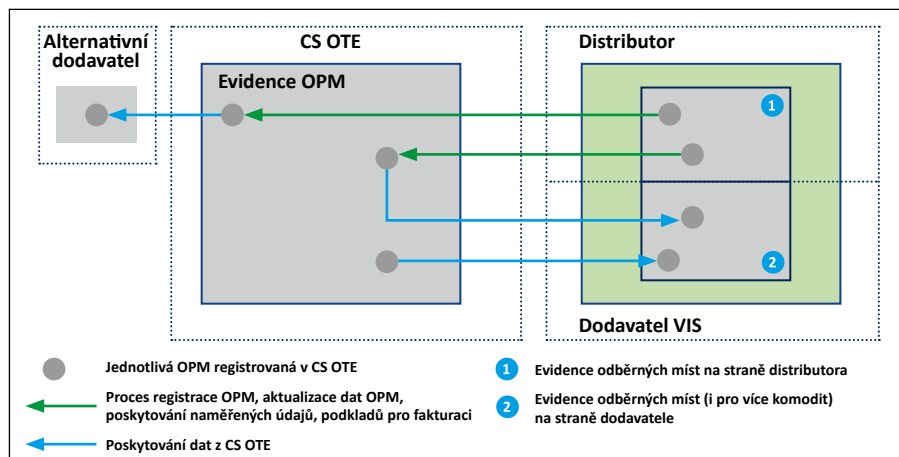 Alternativní
dodavatel
CS OTE
Distributor
Evidence OPM
1
2
Dodavatel VIS
Jednotlivá OPM registrovaná v CS OTE
Proces registrace OPM, aktualizace dat OPM,
poskytování naměřených údajů, podkladů pro fakturaci
Poskytování dat z CS OTE
1 Evidence odběrných míst na straně distributora
2 Evidence odběrných míst (i pro více komodit)
na straně dodavatele